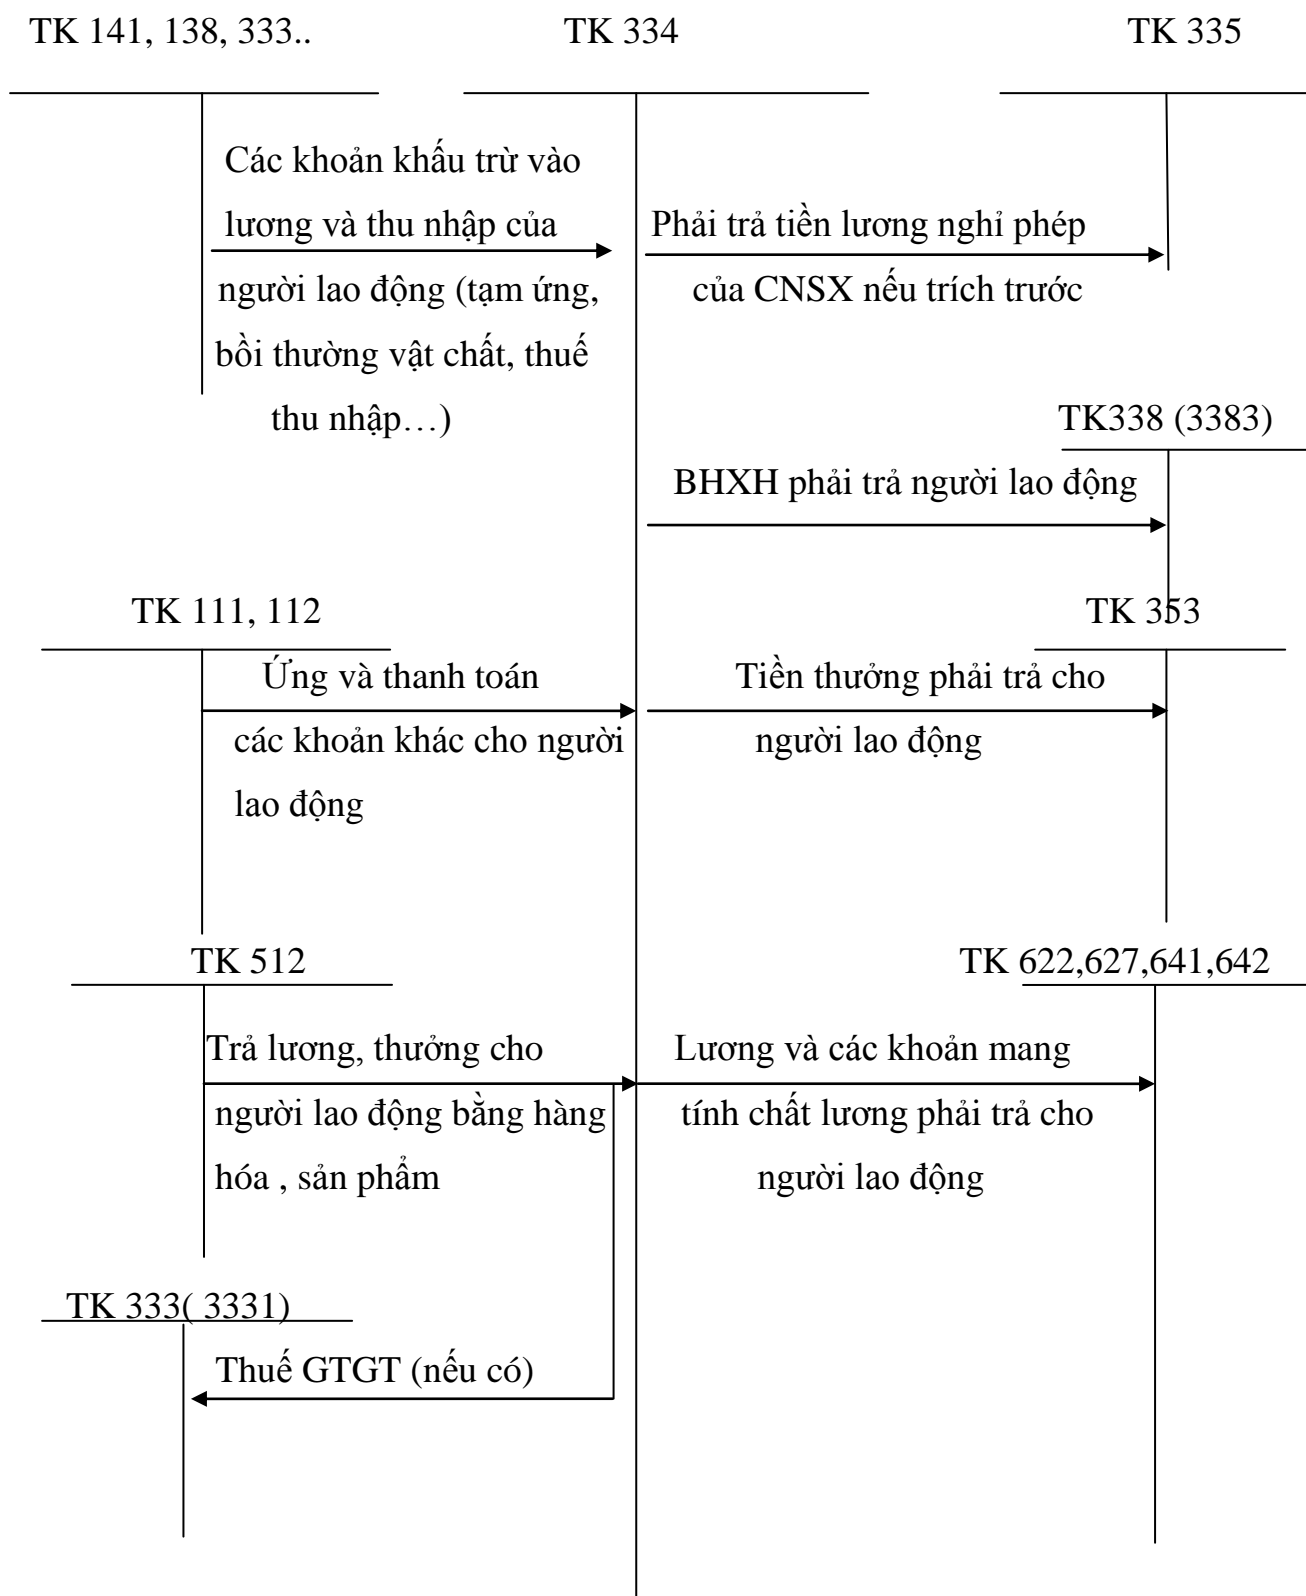 TK 141, 138, 333..
TK 334
TK 335
Các khoản khấu trừ vào
lương và thu nhập của
người lao động (tạm ứng,
bồi thường vật chất, thuế
thu nhập…)
Phải trả tiền lương nghỉ phép
của CNSX nếu trích trước
TK338 (3383)
BHXH phải trả người lao động
TK 111, 112
TK 353
Ứng và thanh toán
các khoản khác cho người
lao động
Tiền thưởng phải trả cho
người lao động
TK 512
TK 622,627,641,642
Trả lương, thưởng cho
người lao động bằng hàng
hóa , sản phẩm
Lương và các khoản mang
tính chất lương phải trả cho
người lao động
TK 333( 3331)
Thuế GTGT (nếu có)